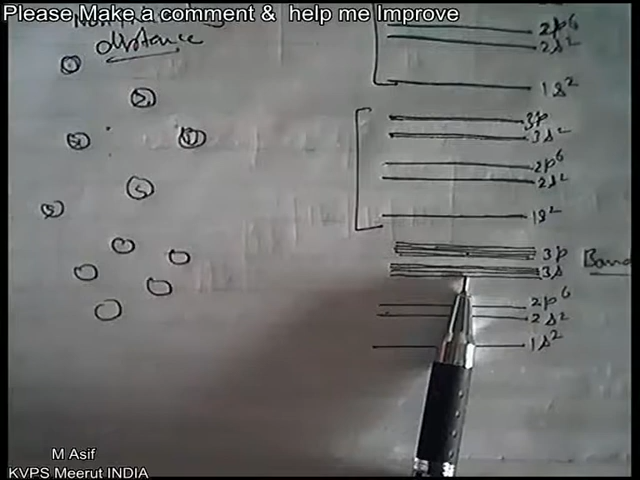 Please Make a comment & help me Improve
distance
2p⁶
2s²
1s²
3p
3s²
2p⁶
2s²
1s²
3p
3s
Band
2p⁶
2s²
1s²
M Asif
KVPS Meerut INDIA